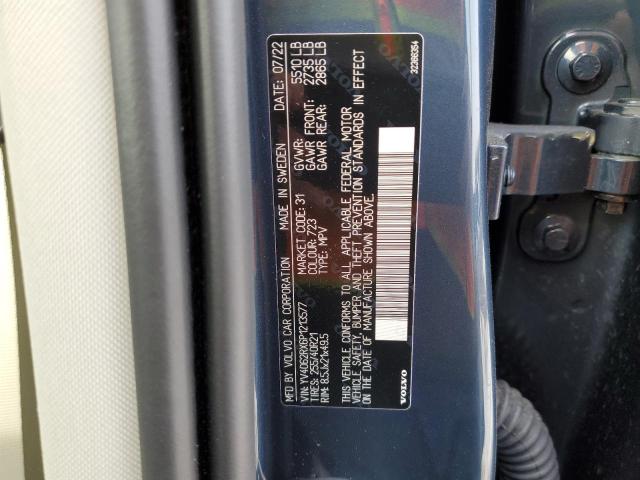 MFD BY VOLVO CAR CORPORATION MADE IN SWEDEN DATE: 07/22
VIN: YV4062RX6P1213577 MARKET CODE: 31 GVWR: 5510 LB
TIRES: 255/40R21 COLOUR: 723 GAWR FRONT: 2735 LB
RIM: 8.5Jx21x49.5 TYPE: MPV GAWR REAR: 2865 LB
THIS VEHICLE CONFORMS TO ALL APPLICABLE FEDERAL MOTOR
VEHICLE SAFETY, BUMPER AND THEFT PREVENTION STANDARDS IN EFFECT
ON THE DATE OF MANUFACTURE SHOWN ABOVE.
VOLVO 32266354